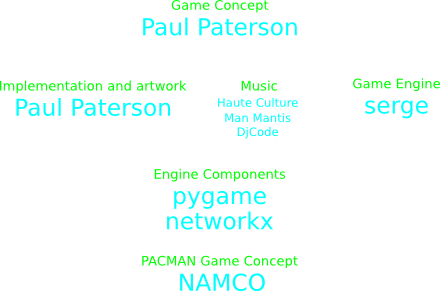 Game Concept
Paul Paterson
Implementation and artwork
Paul Paterson
Music
Haute Culture
Man Mantis
DjCode
Game Engine
serge
Engine Components
pygame
networkx
PACMAN Game Concept
NAMCO